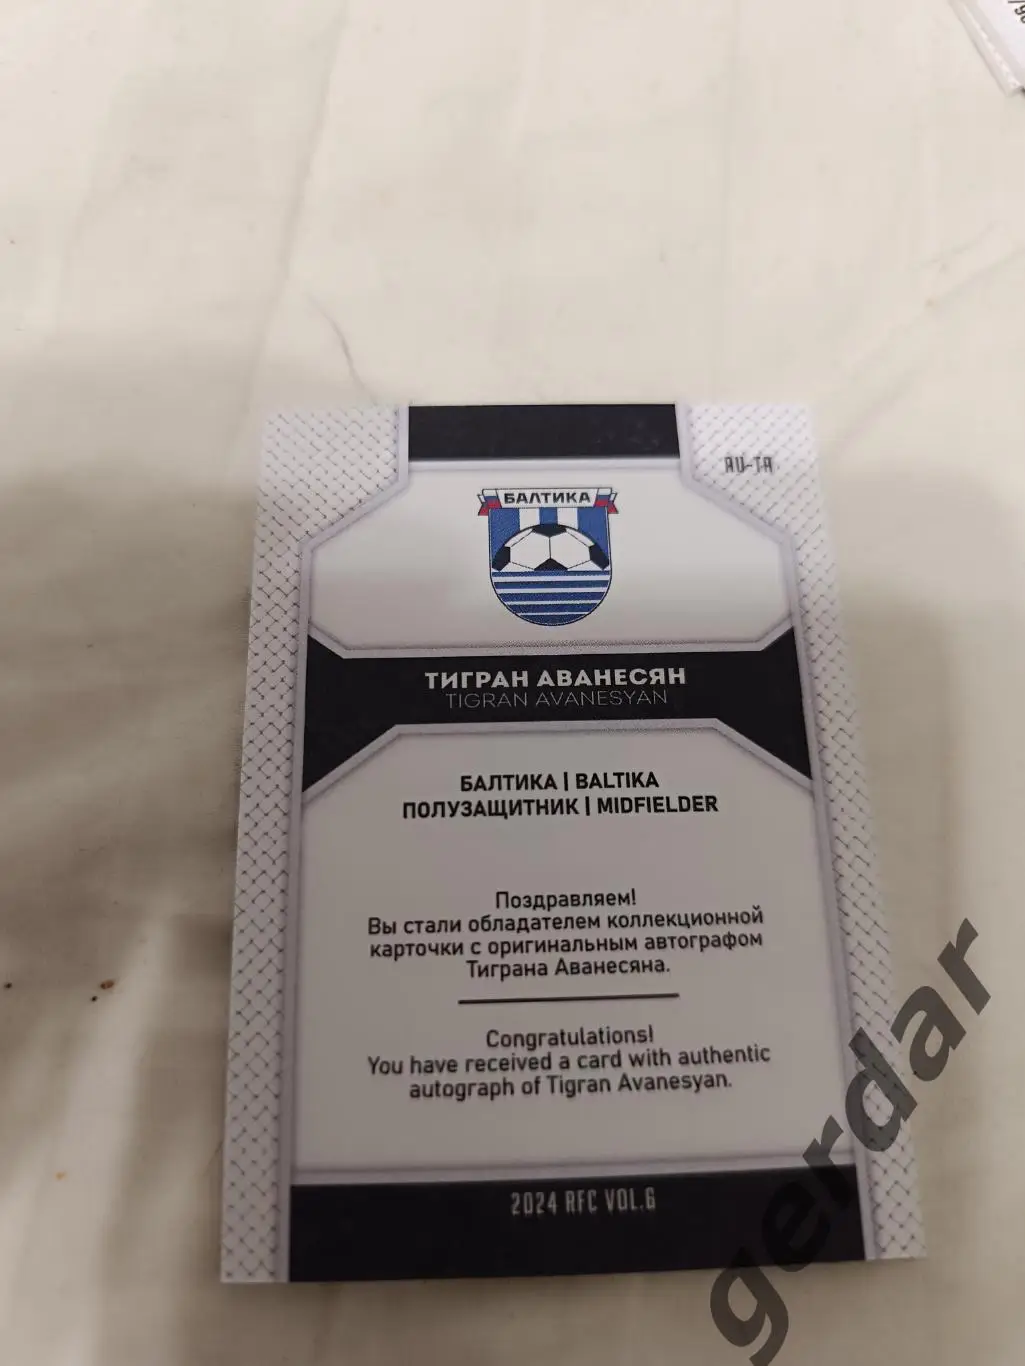 AU-TA
БАЛТИКА
ТИГРАН АВАНЕСЯН
TIGRAN AVANESYAN
БАЛТИКА | BALTIKA
ПОЛУЗАЩИТНИК | MIDFIELDER
Поздравляем!
Вы стали обладателем коллекционной
карточки с оригинальным автографом
Тиграна Аванесяна.
Congratulations!
You have received a card with authentic
autograph of Tigran Avanesyan.
2024 RFC VOL.6
gerdar